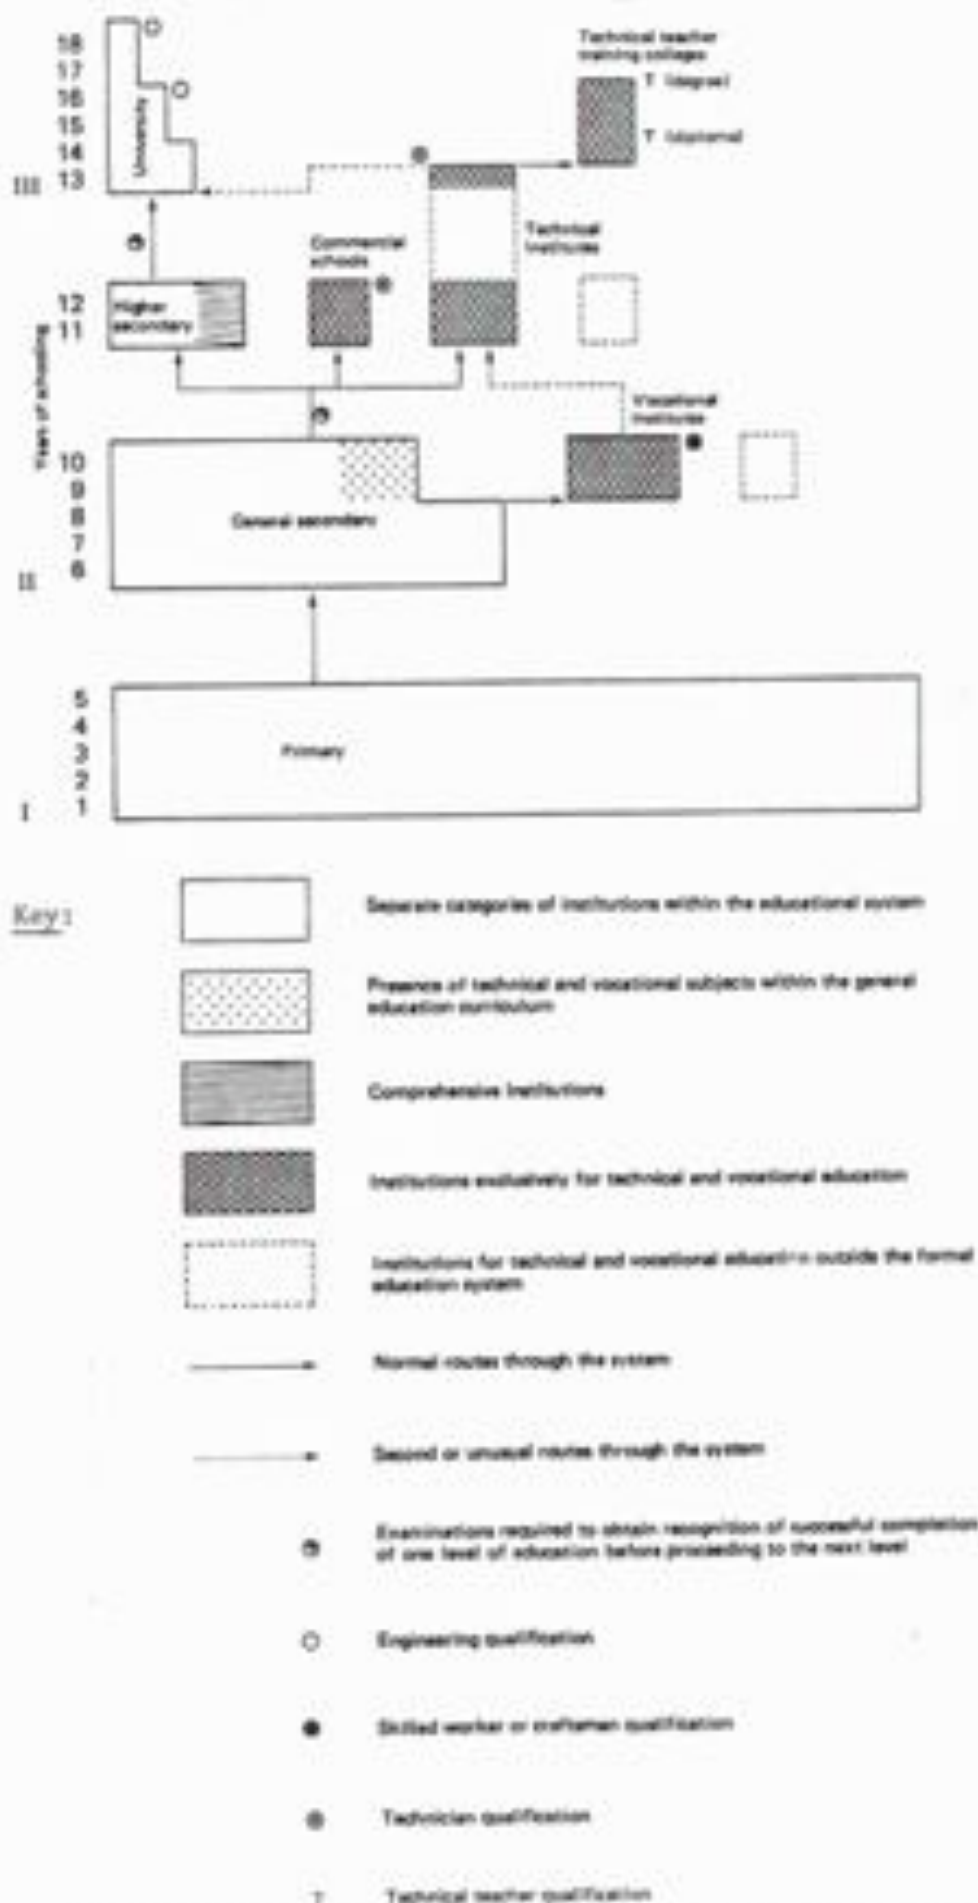 18
17
16
15
14
III 13
University
Technical teacher
training colleges
T (degree)
T (diploma)
Technical
institutes
Commercial
schools
12
11
Higher
secondary
Years of schooling
Vocational
institutes
10
9
8
7
II 6
General secondary
5
4
3
2
I 1
Primary
Key:
Separate categories of institutions within the educational system
Presence of technical and vocational subjects within the general
education curriculum
Comprehensive institutions
Institutions exclusively for technical and vocational education
Institutions for technical and vocational education outside the formal
education system
Normal routes through the system
Second or unusual routes through the system
Examinations required to obtain recognition of successful completion
of one level of education before proceeding to the next level
Engineering qualification
Skilled worker or craftsman qualification
Technician qualification
T Technical teacher qualification